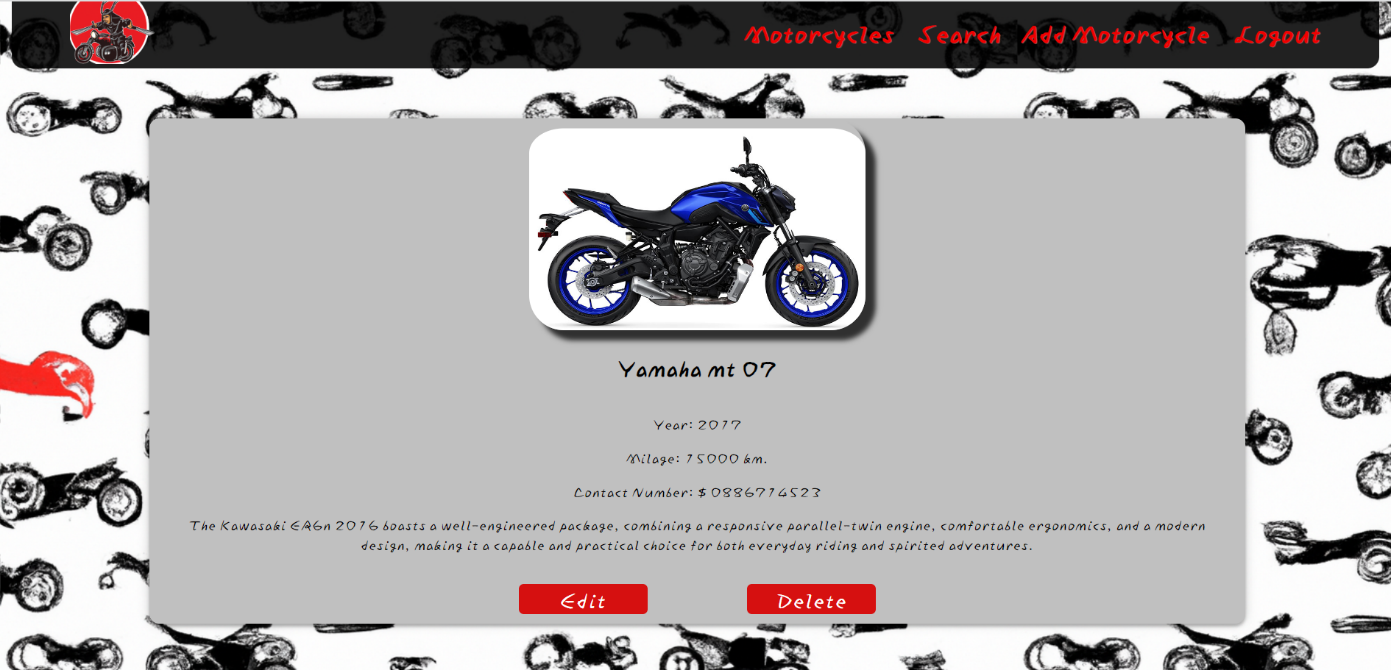 Motorcycles Search Add Motorcycle Logout
Yamaha mt 07
Year: 2017
Milage: 15000 km.
Contact Number: $ 0886714523
The Kawasaki ER6n 2016 boasts a well-engineered package, combining a responsive parallel-twin engine, comfortable ergonomics, and a modern
design, making it a capable and practical choice for both everyday riding and spirited adventures.
Edit Delete